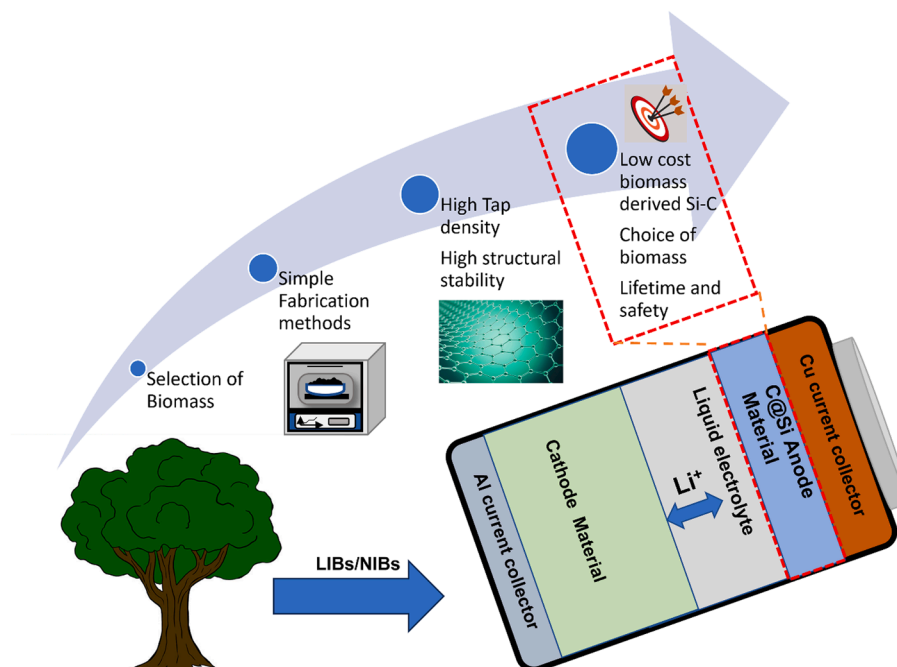 Low cost
biomass
derived Si-C
Choice of
biomass
Lifetime and
safety
High Tap
density
High structural
stability
Simple
Fabrication
methods
Selection of
Biomass
LIBs/NIBs
Al current collector
Cathode Material
Li+
Liquid electrolyte
C@Si Anode
Material
Cu current collector